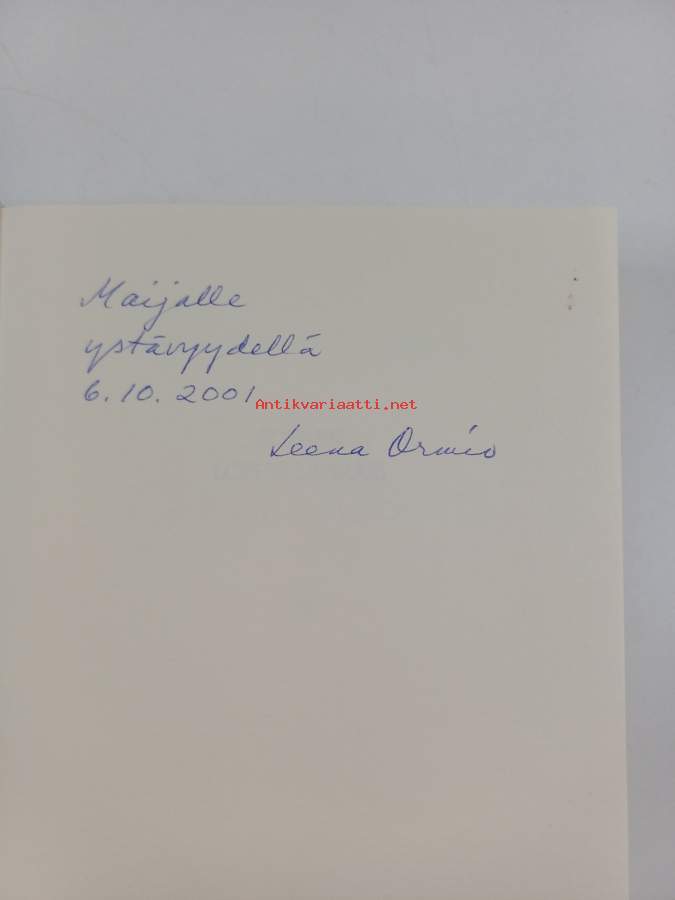 Maijalle
ystävyydellä
6.10.2001
Antikvariaatti.net
Leena Ormio